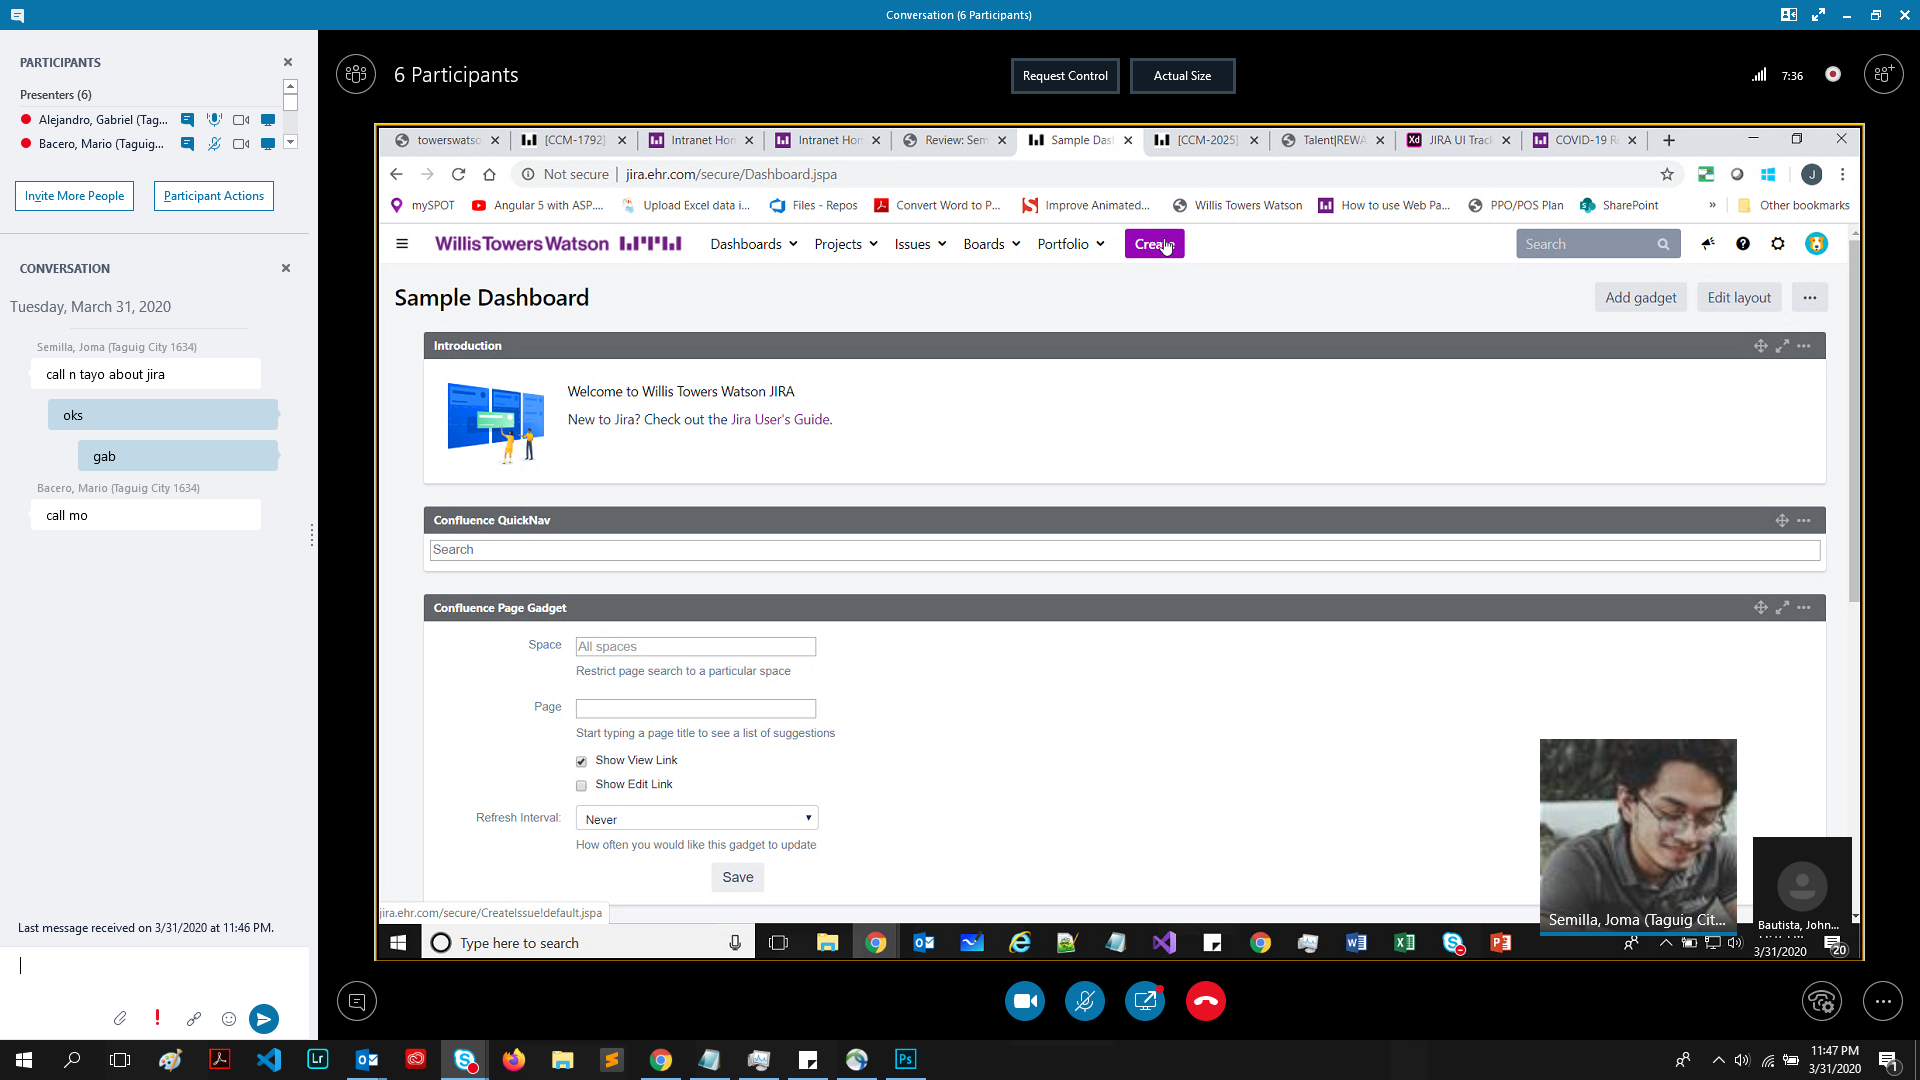 Conversation (6 Participants)
PARTICIPANTS
Presenters (6)
Alejandro, Gabriel (Tag...
Bacero, Mario (Taguig...
Invite More People
Participant Actions
CONVERSATION
Tuesday, March 31, 2020
Semilla, Joma (Taguig City 1634)
call n tayo about jira
oks
gab
Bacero, Mario (Taguig City 1634)
call mo
Last message received on 3/31/2020 at 11:46 PM.
6 Participants
Request Control
Actual Size
7:36
towerswatso
[CCM-1792]
Intranet Hon
Intranet Hon
Review: Sem
Sample Das
[CCM-2025]
Talent|REWA
Xd
JIRA UI Track
COVID-19 R
Not secure
jira.ehr.com/secure/Dashboard.jspa
J
mySPOT
Angular 5 with ASP....
Upload Excel data i...
Files - Repos
Convert Word to P...
Improve Animated...
Willis Towers Watson
How to use Web Pa...
PPO/POS Plan
SharePoint
»
Other bookmarks
Willis Towers Watson
Dashboards
Projects
Issues
Boards
Portfolio
Create
Search
Sample Dashboard
Add gadget
Edit layout
Introduction
Welcome to Willis Towers Watson JIRA
New to Jira? Check out the Jira User's Guide.
Confluence QuickNav
Search
Confluence Page Gadget
Space
All spaces
Restrict page search to a particular space
Page
Start typing a page title to see a list of suggestions
Show View Link
Show Edit Link
Refresh Interval:
Never
How often you would like this gadget to update
Save
jira.ehr.com/secure/CreateIssue!default.jspa
Semilla, Joma (Taguig Cit...
Bautista, John...
Type here to search
3/31/2020
20
Lr
Ps
11:47 PM
3/31/2020
1